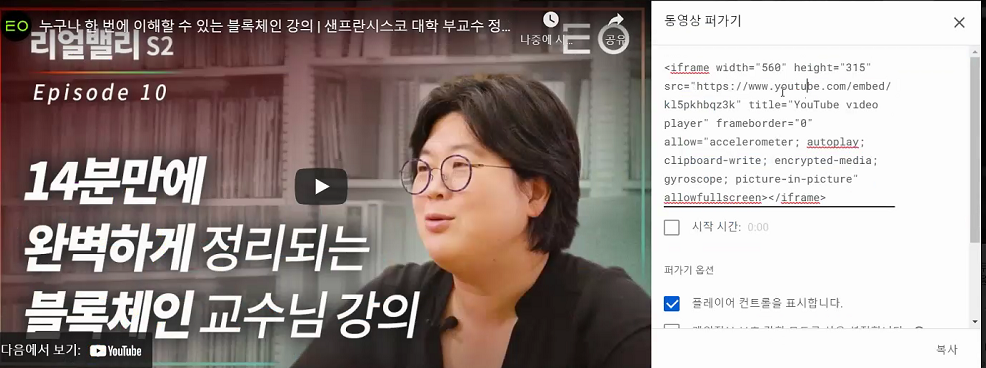 EO 누구나 한 번에 이해할 수 있는 블록체인 강의 | 샌프란시스코 대학 부교수 정...
나중에 시... 공유
EO
리얼밸리 S2
Episode 10
14분만에
완벽하게 정리되는
블록체인 교수님 강의
다음에서 보기: YouTube
동영상 퍼가기
<iframe width="560" height="315"
src="https://www.youtube.com/embed/
kl5pkhbqz3k" title="YouTube video
player" frameborder="0"
allow="accelerometer; autoplay;
clipboard-write; encrypted-media;
gyroscope; picture-in-picture"
allowfullscreen></iframe>
시작 시간: 0:00
퍼가기 옵션
플레이어 컨트롤을 표시합니다.
복사